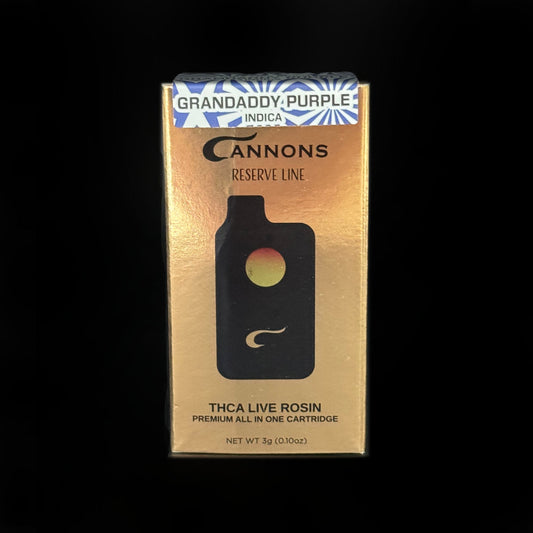 GRANDADDY PURPLE
INDICA
CANNONS
RESERVE LINE
THCA LIVE ROSIN
PREMIUM ALL IN ONE CARTRIDGE
NET WT 3g (0.10oz)